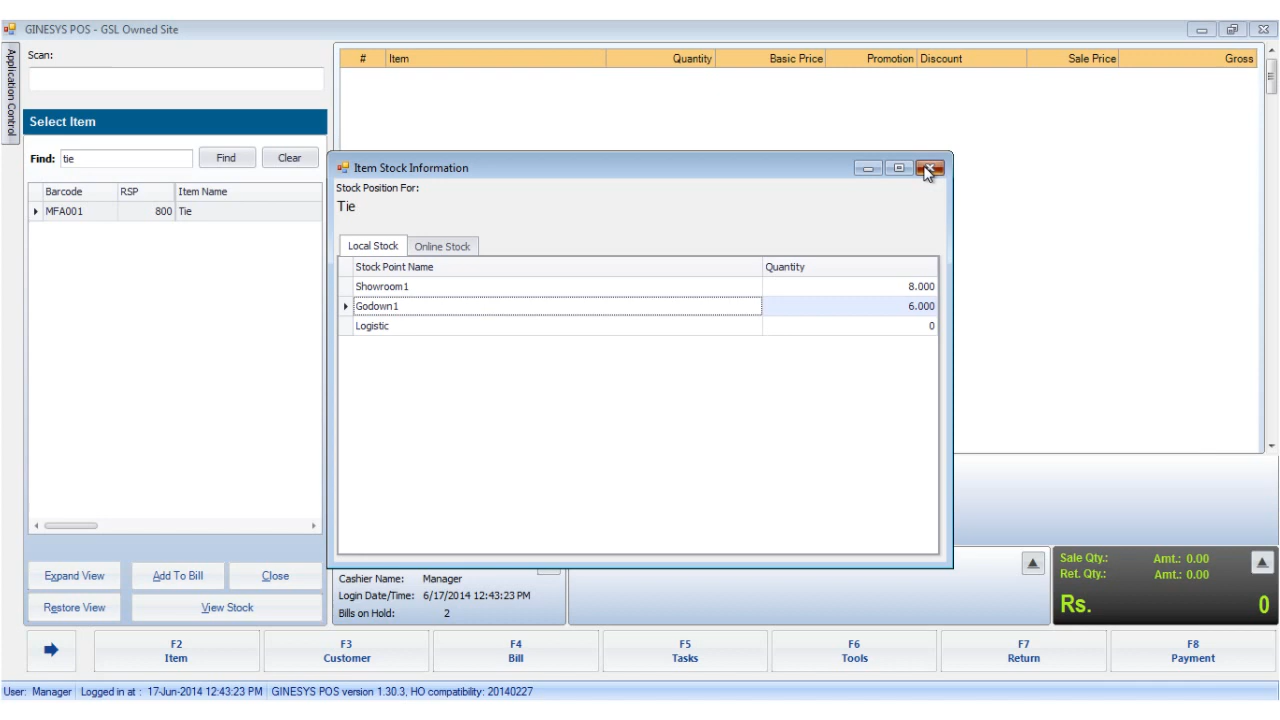 GINESYS POS - GSL Owned Site
Application Control
Scan:
# Item Quantity Basic Price Promotion Discount Sale Price Gross
Select Item
Find: tie Find Clear
Barcode RSP Item Name
MFA001 800 Tie
Item Stock Information
Stock Position For:
Tie
Local Stock Online Stock
Stock Point Name Quantity
Showroom1 8.000
Godown1 6.000
Logistic 0
Expand View Add To Bill Close
Restore View View Stock
Cashier Name: Manager
Login Date/Time: 6/17/2014 12:43:23 PM
Bills on Hold: 2
Sale Qty.: Amt.: 0.00
Ret. Qty.: Amt.: 0.00
Rs. 0
F2 F3 F4 F5 F6 F7 F8
Item Customer Bill Tasks Tools Return Payment
User: Manager Logged in at : 17-Jun-2014 12:43:23 PM GINESYS POS version 1.30.3, HO compatibility: 20140227